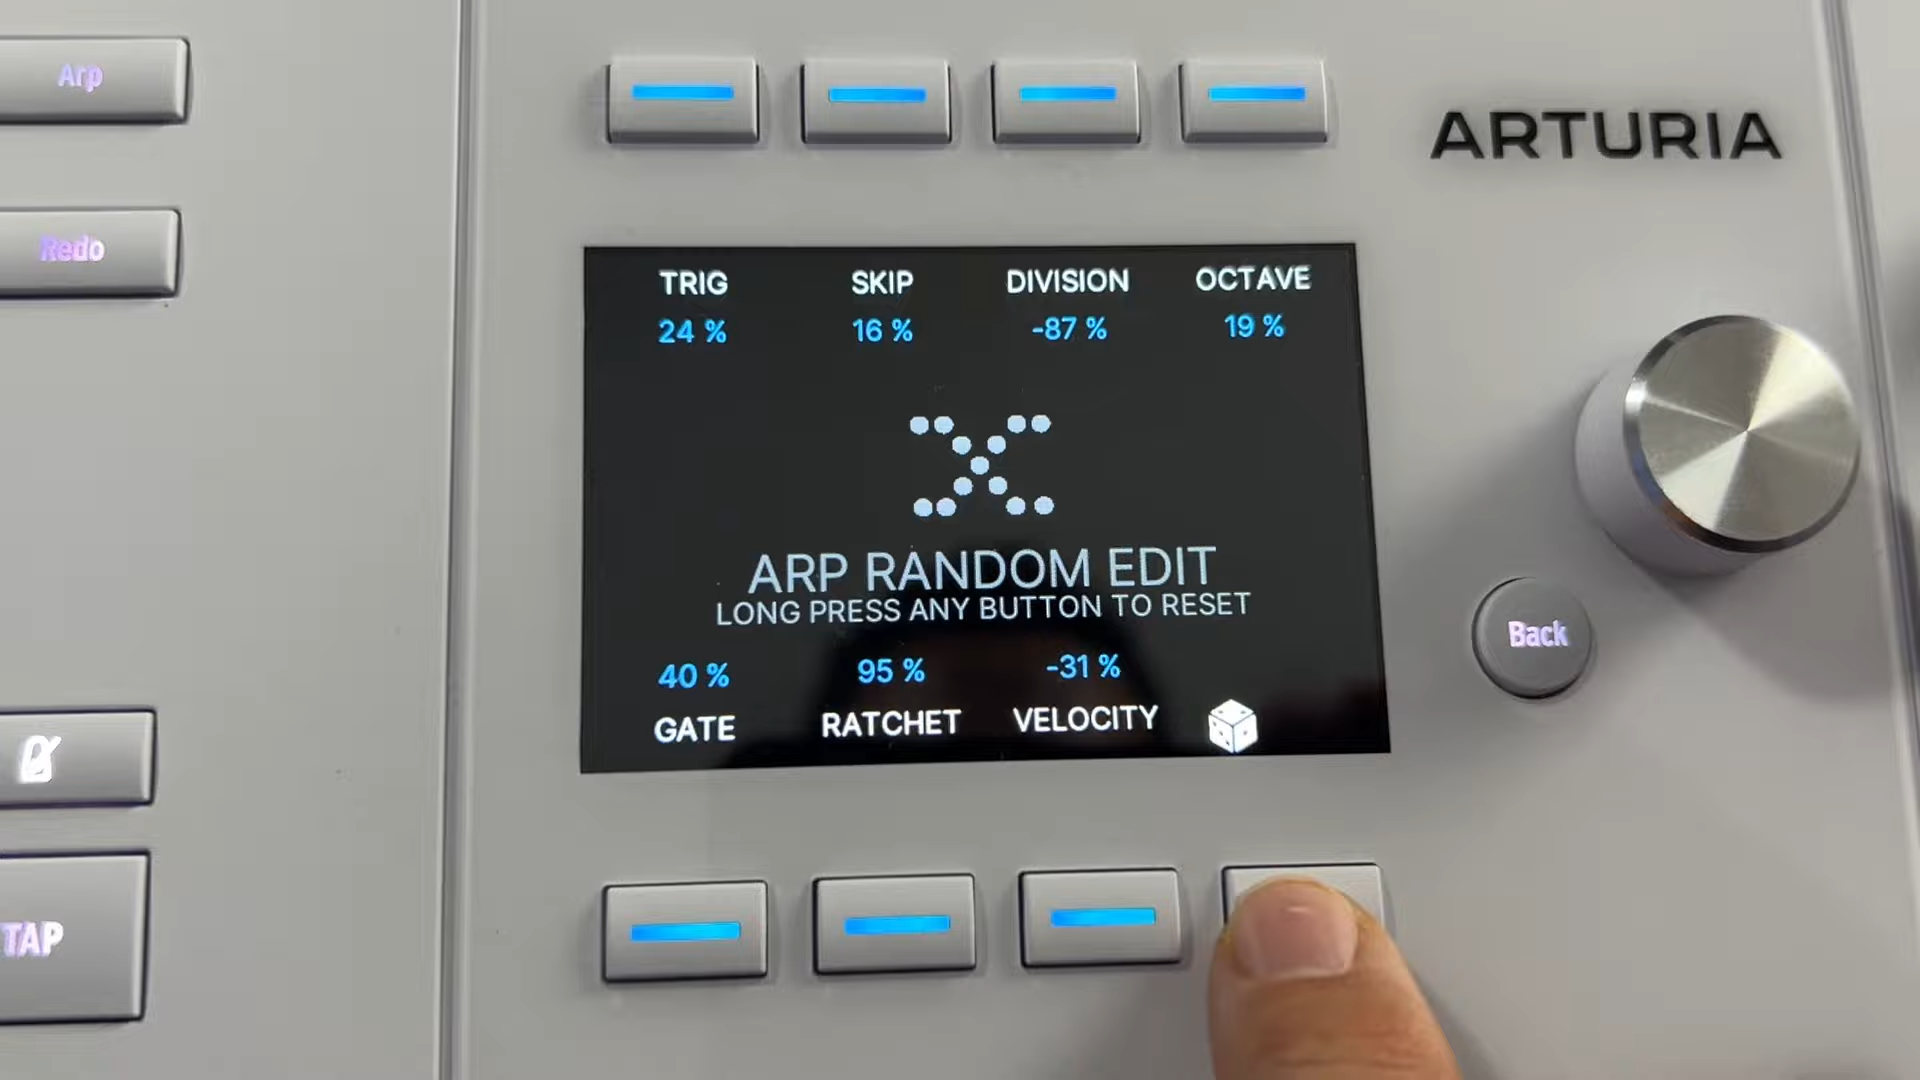 Arp
ARTURIA
Redo
TRIG SKIP DIVISION OCTAVE
24 % 16 % -87 % 19 %
ARP RANDOM EDIT
LONG PRESS ANY BUTTON TO RESET
Back
40 % 95 % -31 %
GATE RATCHET VELOCITY
TAP